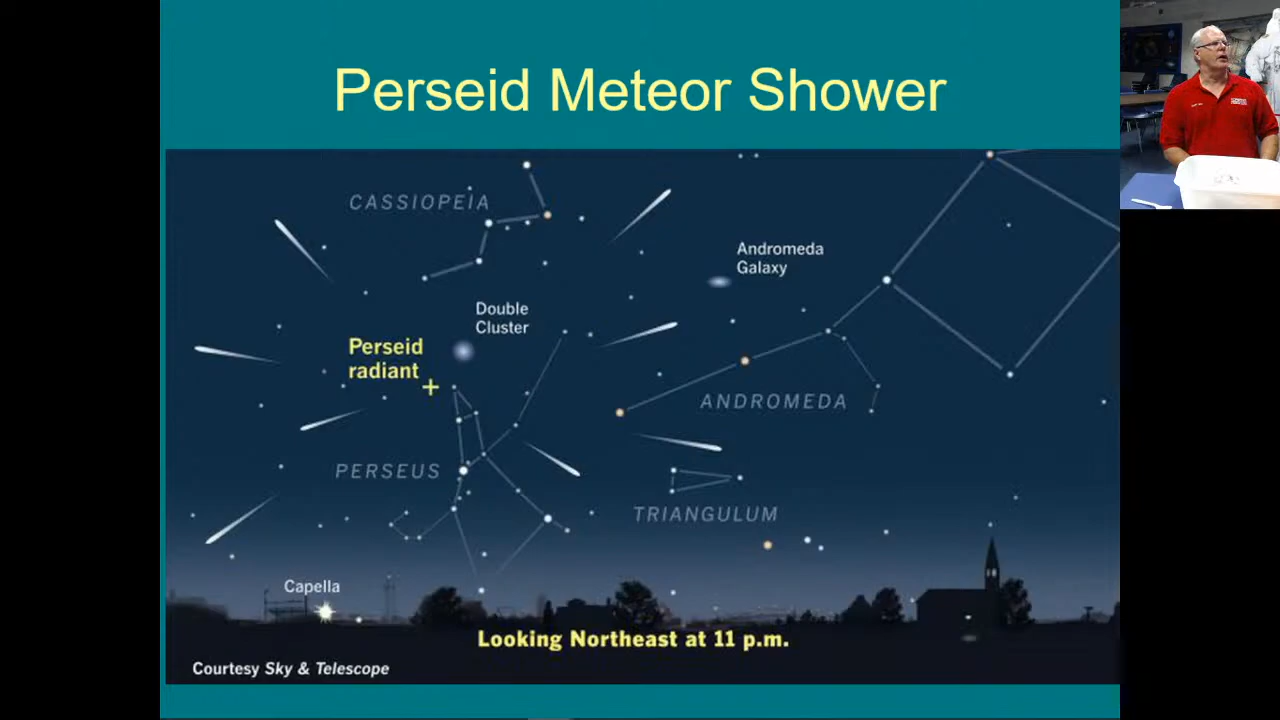 Perseid Meteor Shower
CASSIOPEIA
Andromeda
Galaxy
Double
Cluster
Perseid
radiant
ANDROMEDA
PERSEUS
TRIANGULUM
Capella
Looking Northeast at 11 p.m.
Courtesy Sky & Telescope